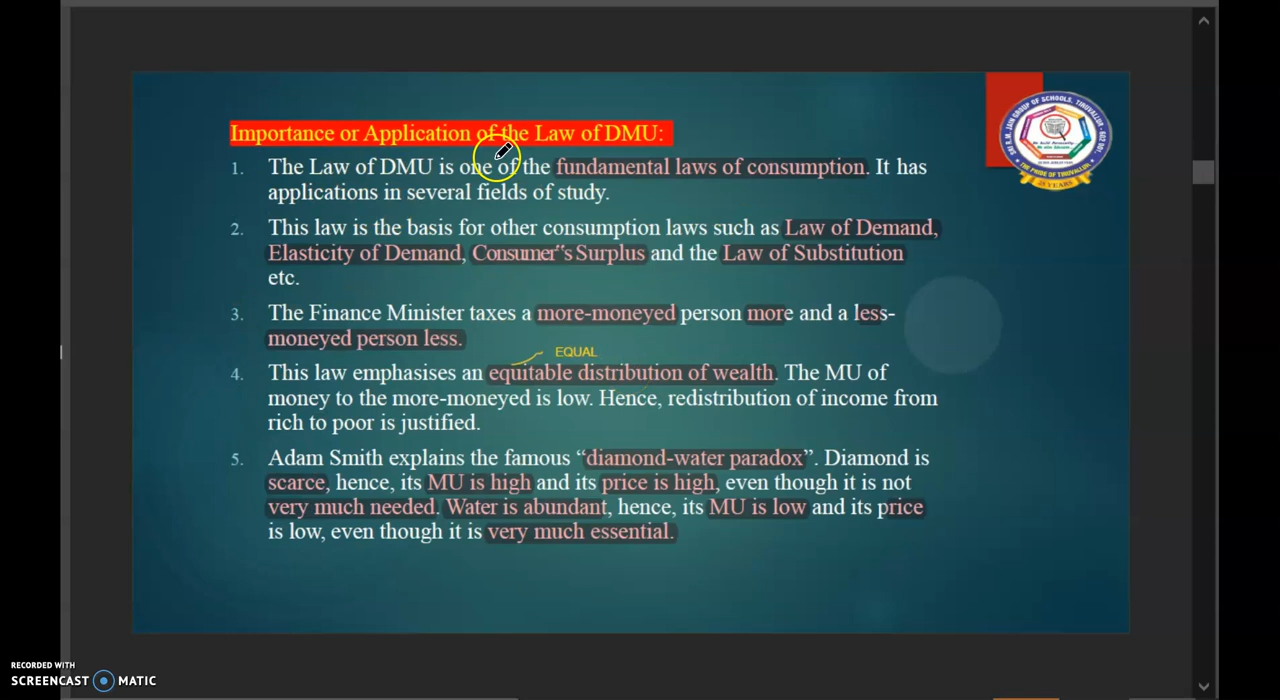 Importance or Application of the Law of DMU:
1. The Law of DMU is one of the fundamental laws of consumption. It has
applications in several fields of study.
2. This law is the basis for other consumption laws such as Law of Demand,
Elasticity of Demand, Consumer"s Surplus and the Law of Substitution
etc.
3. The Finance Minister taxes a more-moneyed person more and a less-
moneyed person less.
EQUAL
4. This law emphasises an equitable distribution of wealth. The MU of
money to the more-moneyed is low. Hence, redistribution of income from
rich to poor is justified.
5. Adam Smith explains the famous “diamond-water paradox”. Diamond is
scarce, hence, its MU is high and its price is high, even though it is not
very much needed. Water is abundant, hence, its MU is low and its price
is low, even though it is very much essential.
THE PRIDE OF TIRUVALLUR
25 YEARS
RECORDED WITH
SCREENCAST MATIC